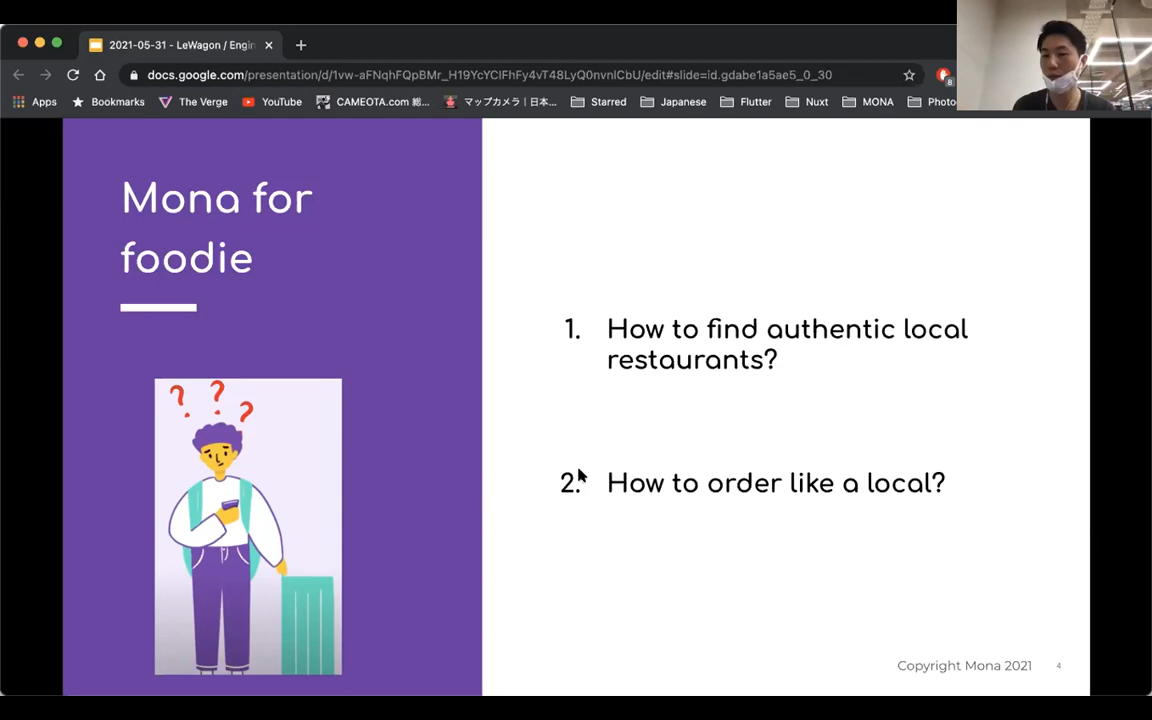 2021-05-31 - LeWagon / Engin
docs.google.com/presentation/d/1vw-aFNqhFQpBMr_H19YcYClFhFy4vT48LyQ0nvnlCbU/edit#slide=id.gdabe1a5ae5_0_30
8
Apps Bookmarks The Verge YouTube CAMEOTA.com 総... マップカメラ | 日本... Starred Japanese Flutter Nuxt MONA Photo
Mona for
foodie
? ? ?
1. How to find authentic local
restaurants?
2. How to order like a local?
Copyright Mona 2021 4